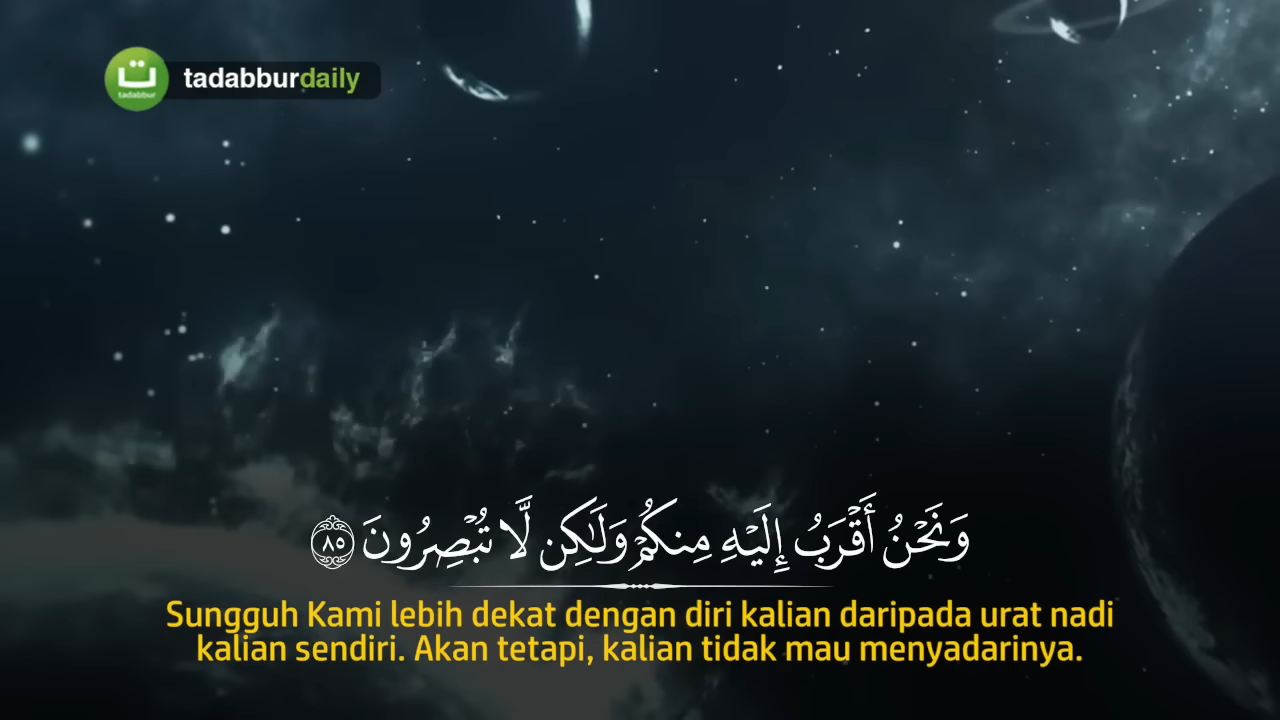 ت
tadabbur
tadabburdaily
وَنَحْنُ أَقْرَبُ إِلَيْهِ مِنكُمْ وَلَٰكِن لَّا تُبْصِرُونَ ٨٥
Sungguh Kami lebih dekat dengan diri kalian daripada urat nadi
kalian sendiri. Akan tetapi, kalian tidak mau menyadarinya.